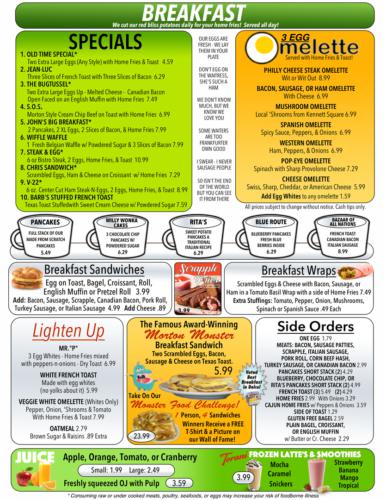 BREAKFAST
We cut our red bliss potatoes daily for your home fries! Served all day!
SPECIALS
1. OLD TIME SPECIAL*
Two Extra Large Eggs (Any Style) with Home Fries & Toast 4.59
2. JEAN-LUC
Three Slices of French Toast with Three Slices of Bacon 6.29
3. THE BUGTUSSEL*
Two Extra Large Eggs Up - Melted Cheese - Canadian Bacon
Open Faced on an English Muffin with Home Fries 7.49
4. S.O.S.
Morton Style Cream Chip Beef on Toast with Home Fries 6.99
5. JOHN'S BIG BREAKFAST*
2 Pancakes, 2 XL Eggs, 2 Slices of Bacon, & Home Fries 7.99
6. WIFFLE WAFFLE
1 Fresh Belgian Waffle w/ Powdered Sugar & 3 Slices of Bacon 7.99
7. STEAK & EGG*
6 oz Bistro Steak, 2 Eggs, Home Fries, & Toast 10.99
8. CHRIS SANDWICH*
Scrambled Eggs, Ham & Cheese on Croissant w/ Home Fries 7.29
9. V-22*
6 oz. Center Cut Ham Steak-N-Eggs, 2 Eggs, Home Fries, & Toast 8.99
10. BARB'S STUFFED FRENCH TOAST
Texas Toast Stuffed with Sweet Cream Cheese w/ Powdered Sugar 7.59
OUR EGGS ARE
FRESH - WE LAY
THEM IN YOUR
PLATE
DON'T EGG ON
THE WAITRESS,
SHE'S SUCH A
HAM
WE DON'T KNOW
MUCH, BUT WE
KNOW WE
LOVE YOU
SOME WATERS
ARE TOO
FRANKFURTER
OWN GOOD
I SWEAR - I NEVER
SAUSAGE PEOPLE
SO ISN'T THE END
OF THE WORLD
BUT YOU CAN SEE
IT FROM THERE!
3 EGG
Omelette
Served with Home Fries & Toast!
PHILLY CHEESE STEAK OMELETTE
Wit or Wit Out 8.99
BACON, SAUSAGE, OR HAM OMELETTE
With Cheese 6.99
MUSHROOM OMELETTE
Local 'Shrooms from Kennett Square 6.99
SPANISH OMELETTE
Spicy Sauce, Peppers, & Onions 6.99
WESTERN OMELETTE
Ham, Peppers, & Onions 6.99
POP-EYE OMELETTE
Spinach with Sharp Provolone Cheese 7.29
CHEESE OMELETTE
Swiss, Sharp, Cheddar, or American Cheese 5.99
Add Egg Whites to any omelette 1.59
All prices subject to change without notice. Cash tips only.
PANCAKES
FULL STACK OF OUR
MADE FROM SCRATCH
PANCAKES
5.49
WILLY WONKA
CAKES
3 CHOCOLATE CHIP
PANCAKES W/
POWDERED SUGAR
6.29
RITA'S
SWEET POTATO
PANCAKES A
TRADITIONAL
ITALIAN RECIPE
6.29
BLUE ROUTE
BLUEBERRY PANCAKES
FRESH BLUE
BERRIES INSIDE
6.29
BAZAAR OF
ALL NATIONS
FRENCH TOAST
CANADIAN BACON
ITALIAN SAUSAGE
8.99
Breakfast Sandwiches
Egg on Toast, Bagel, Croissant, Roll,
English Muffin or Pretzel Roll 3.99
Add: Bacon, Sausage, Scrapple, Canadian Bacon, Pork Roll,
Turkey Sausage, or Italian Sausage 4.99 Add Cheese .89
Scrapple
1.99
Breakfast Wraps
Scrambled Eggs & Cheese with Bacon, Sausage, or
Ham in a Tomato Basil Wrap with a side of Home Fries 7.49
Extra Stuffings: Tomato, Pepper, Onion, Mushrooms,
Spinach or Spanish Sauce .49 Each
Lighten Up
MR. "P"
3 Egg Whites - Home Fries mixed
with peppers-n-onions - Dry Toast 6.99
WHITE FRENCH TOAST
Made with egg whites
(no yolks about it) 5.99
VEGGIE WHITE OMELETTE (Whites Only)
Pepper, Onion, 'Shrooms & Tomato
With Home Fries & Toast 7.99
OATMEAL 2.79
Brown Sugar & Raisins .89 Extra
The Famous Award-Winning
Morton Monster
Breakfast Sandwich
Two Scrambled Eggs, Bacon,
Sausage & Cheese on Texas Toast.
5.99
Voted Best
Breakfast
in Delco!
Take On Our
Monster Food Challenge!
1 Person, 4 Sandwiches
Winners Receive a FREE
T-Shirt & a Picture on
our Wall of Fame!
23.99
Side Orders
ONE EGG 1.79
MEATS: BACON, SAUSAGE PATTIES,
SCRAPPLE, ITALIAN SAUSAGE,
PORK ROLL, CORN BEEF HASH,
TURKEY SAUSAGE, OR CANADIAN BACON 2.99
PANCAKES SHORT STACK (2) 4.29
BLUEBERRY, CHOCOLATE CHIP, OR
RITA'S PANCAKES SHORT STACK (2) 4.99
FRENCH TOAST (2) 4.29
HOME FRIES 2.99 With Onions 3.29
CAJUN HOME FRIES w/ Peppers & Onions 3.59
SIDE OF TOAST 1.29
GLUTEN FREE BAGEL 2.59
PLAIN BAGEL, CROISSANT,
OR ENGLISH MUFFIN
w/ Butter or Cr. Cheese 2.29
JUICE
Apple, Orange, Tomato, or Cranberry
Small: 1.99 Large: 2.49
Freshly squeezed OJ with Pulp 3.59
Torani FROZEN LATTE'S & SMOOTHIES
3.99
Mocha
Caramel
Snickers
Strawberry
Banana
Mango
Tropical
* Consuming raw or under cooked meats, poultry, seafoods, or eggs may increase your risk of foodborne illness